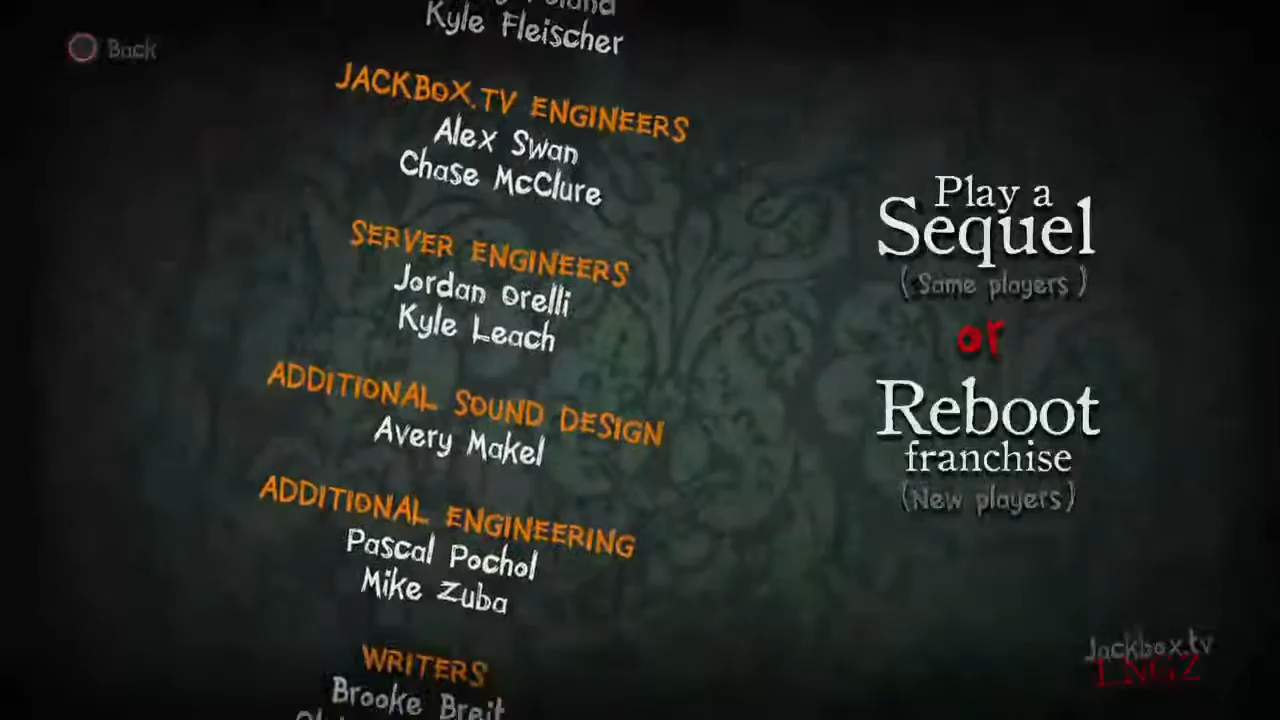 Kyle Fleischer
Back
JACKBOX.TV ENGINEERS
Alex Swan
Chase McClure
SERVER ENGINEERS
Jordan Orelli
Kyle Leach
ADDITIONAL SOUND DESIGN
Avery Makel
ADDITIONAL ENGINEERING
Pascal Pochol
Mike Zuba
WRITERS
Brooke Breit
Play a
Sequel
(Same players)
or
Reboot
franchise
(New players)
Jackbox.tv